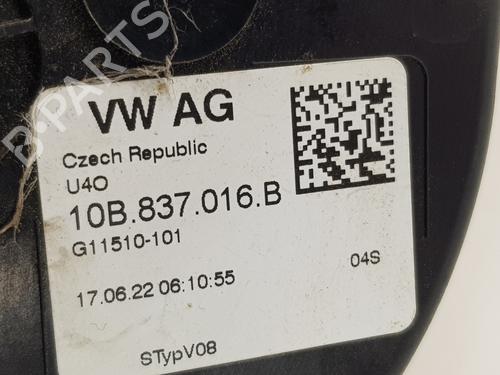 B-PARTS
VW AG
Czech Republic
U4O
10B.837.016.B
G11510-101
17.06.22 06:10:55
04S
STypV08